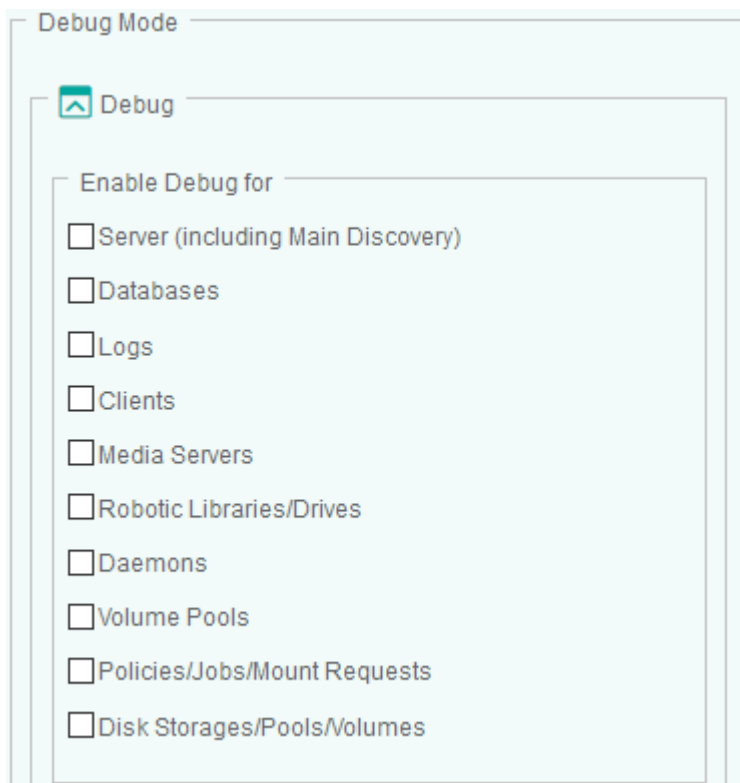 Debug Mode
Debug
Enable Debug for
Server (including Main Discovery)
Databases
Logs
Clients
Media Servers
Robotic Libraries/Drives
Daemons
Volume Pools
Policies/Jobs/Mount Requests
Disk Storages/Pools/Volumes